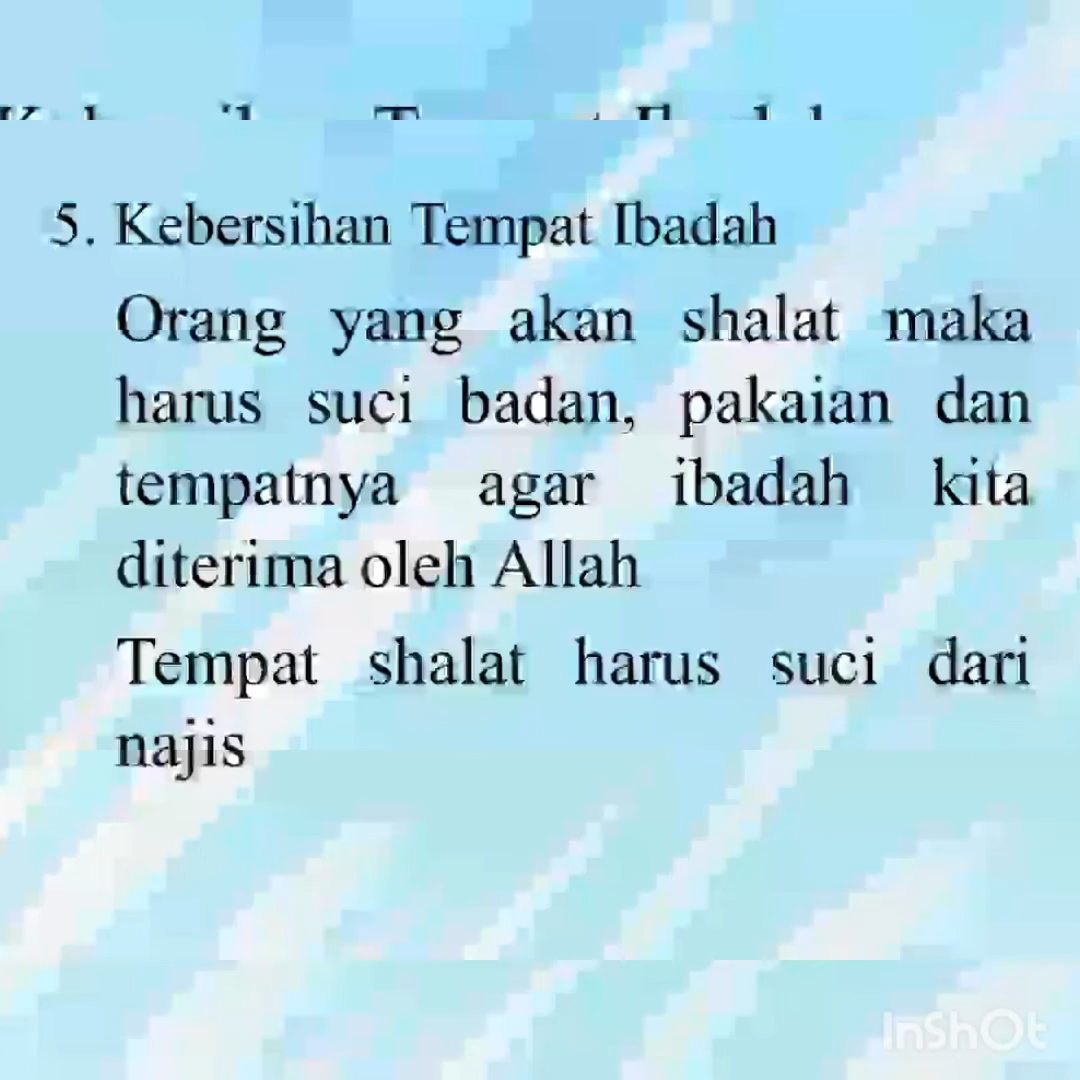 5. Kebersihan Tempat Ibadah
Orang yang akan shalat maka
harus suci badan, pakaian dan
tempatnya agar ibadah kita
diterima oleh Allah
Tempat shalat harus suci dari
najis
InShOt